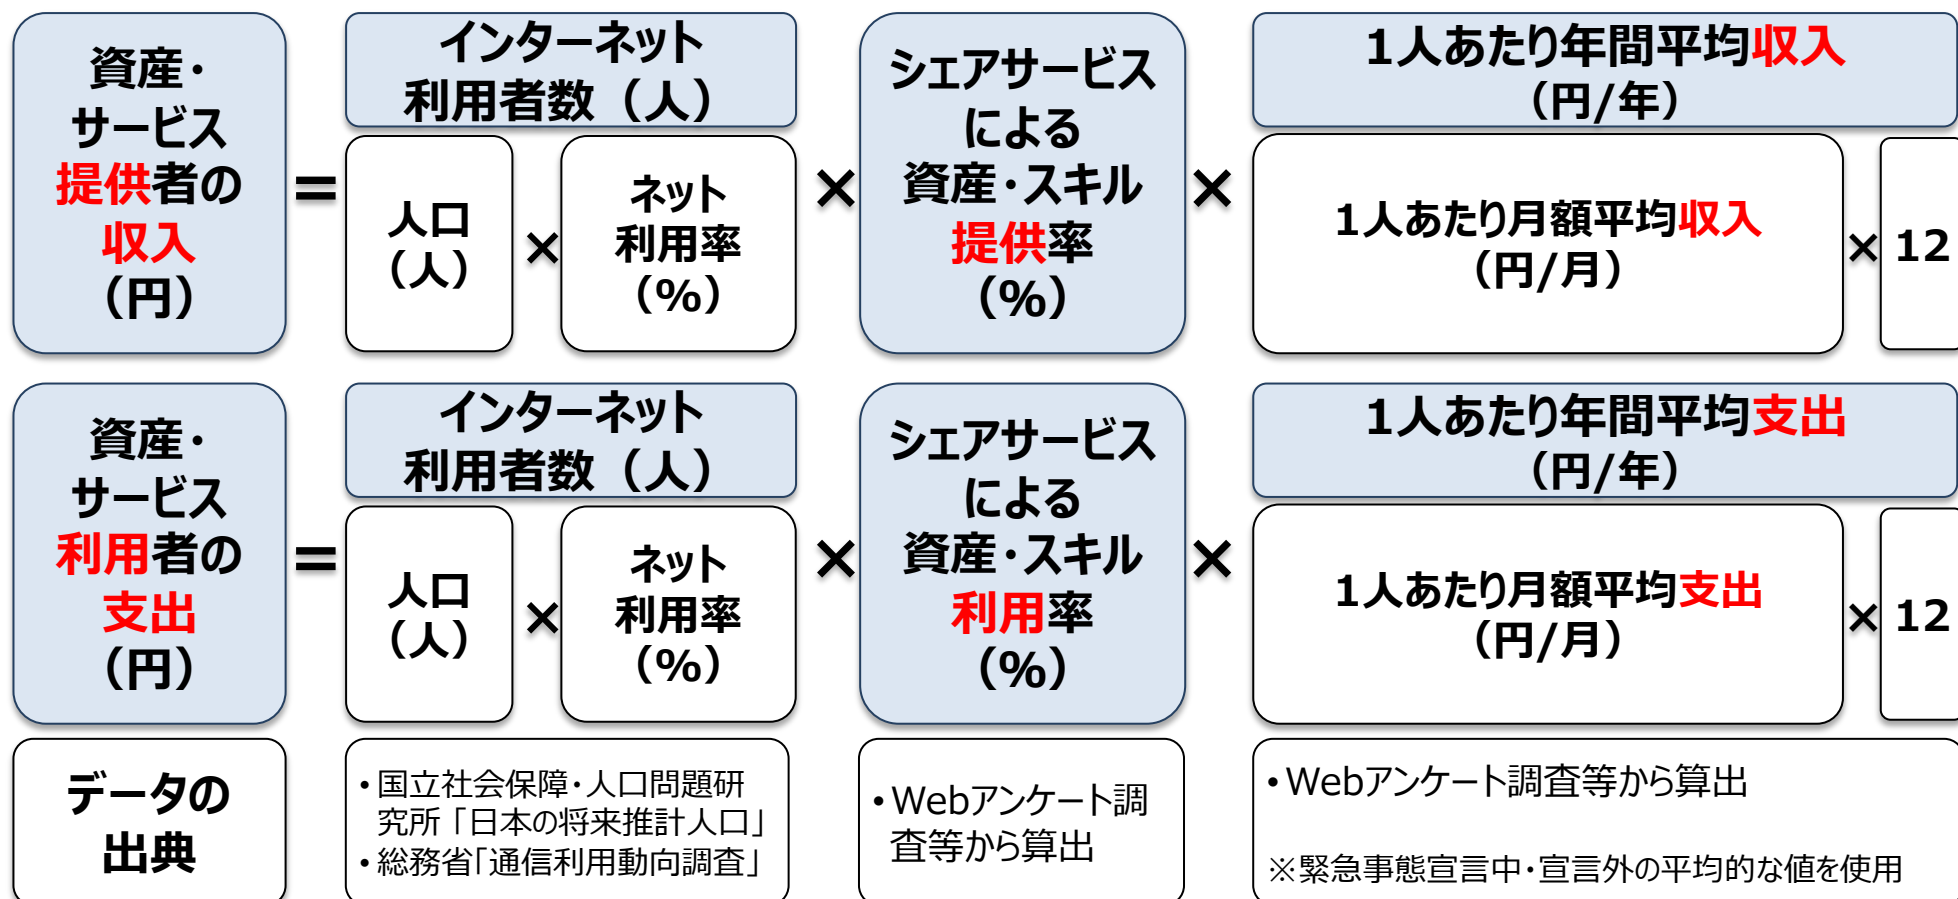 資産・
サービス
提供者の
収入
（円）
＝
インターネット
利用者数（人）
人口
（人）
×
ネット
利用率
（%）
×
シェアサービス
による
資産・スキル
提供率
（%）
×
1人あたり年間平均収入
（円/年）
1人あたり月額平均収入
（円/月）
×
12
資産・
サービス
利用者の
支出
（円）
＝
インターネット
利用者数（人）
人口
（人）
×
ネット
利用率
（%）
×
シェアサービス
による
資産・スキル
利用率
（%）
×
1人あたり年間平均支出
（円/年）
1人あたり月額平均支出
（円/月）
×
12
データの
出典
・国立社会保障・人口問題研
究所「日本の将来推計人口」
・総務省「通信利用動向調査」
・Webアンケート調
査等から算出
・Webアンケート調査等から算出
※緊急事態宣言中・宣言外の平均的な値を使用